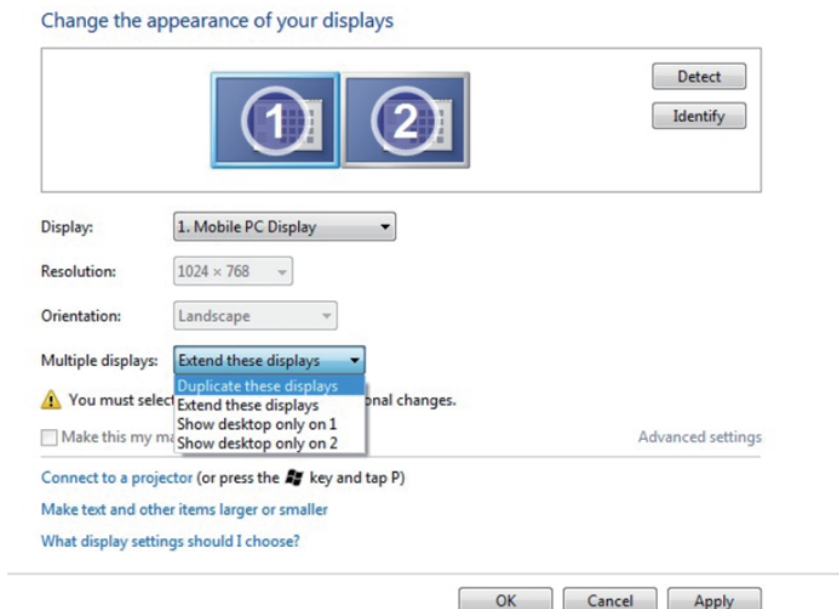 Change the appearance of your displays
1
2
Detect
Identify
Display: 1. Mobile PC Display
Resolution: 1024 × 768
Orientation: Landscape
Multiple displays: Extend these displays
Duplicate these displays
You must select onal changes.
Extend these displays
Show desktop only on 1
Make this my Advanced settings
Show desktop only on 2
Connect to a projector (or press the key and tap P)
Make text and other items larger or smaller
What display settings should I choose?
OK Cancel Apply